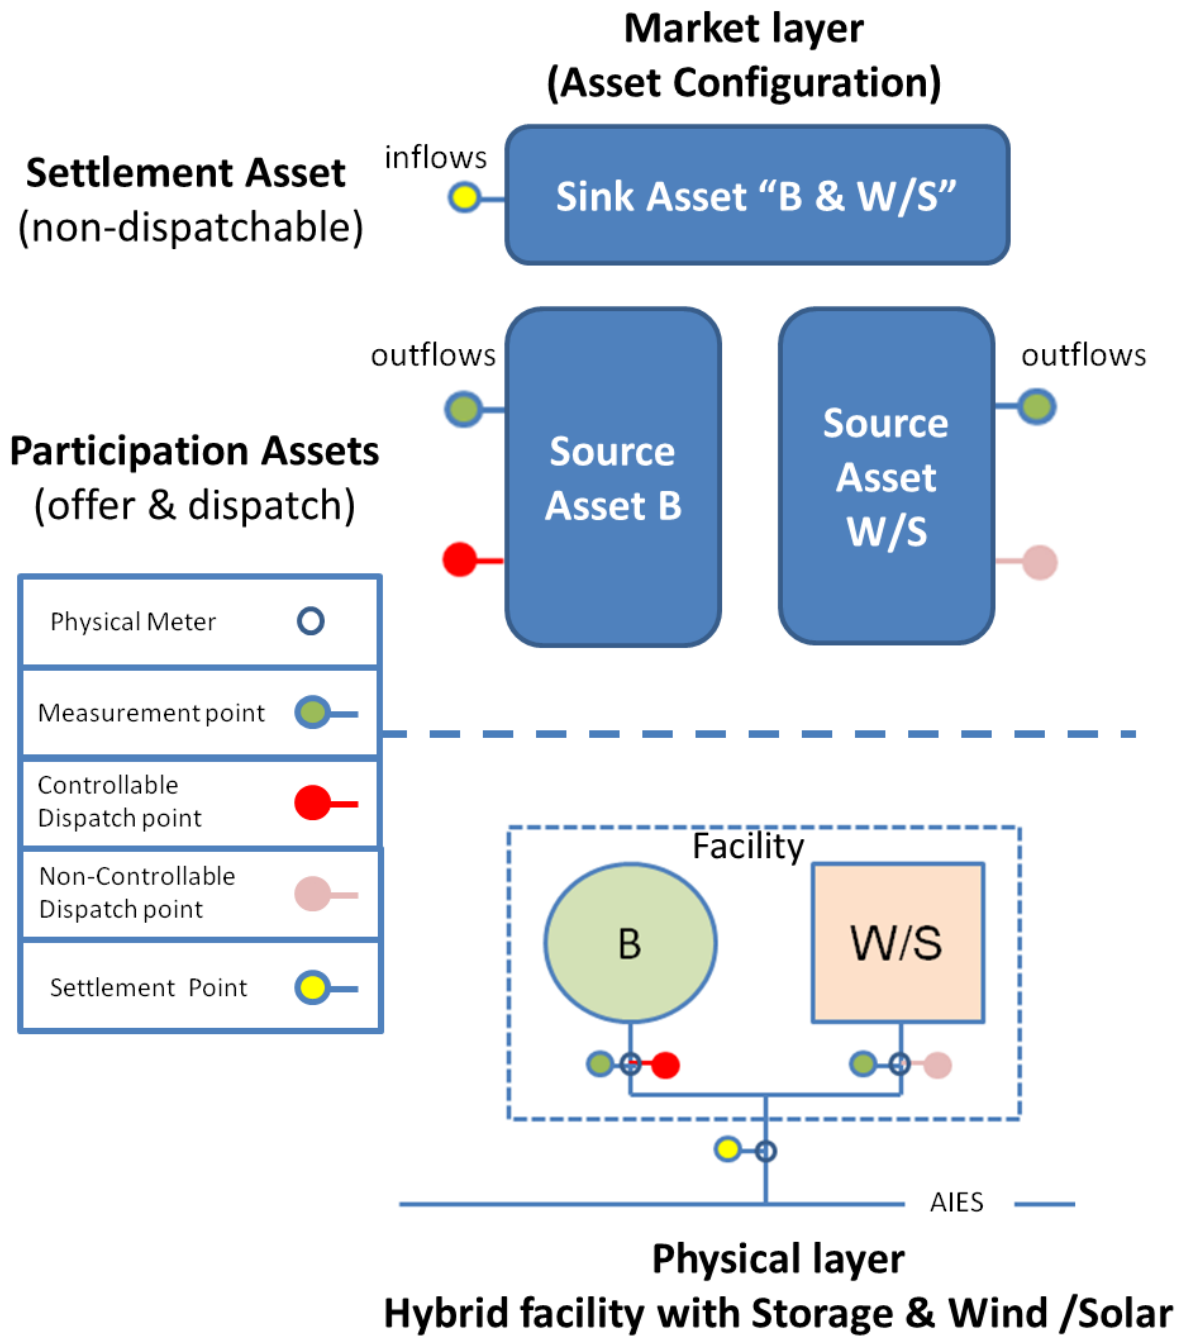 Market layer
(Asset Configuration)
Settlement Asset
(non-dispatchable)
inflows
Sink Asset “B & W/S”
outflows
outflows
Participation Assets
(offer & dispatch)
Source
Asset B
Source
Asset
W/S
Physical Meter
Measurement point
Controllable
Dispatch point
Non-Controllable
Dispatch point
Settlement Point
Facility
B
W/S
AIES
Physical layer
Hybrid facility with Storage & Wind /Solar